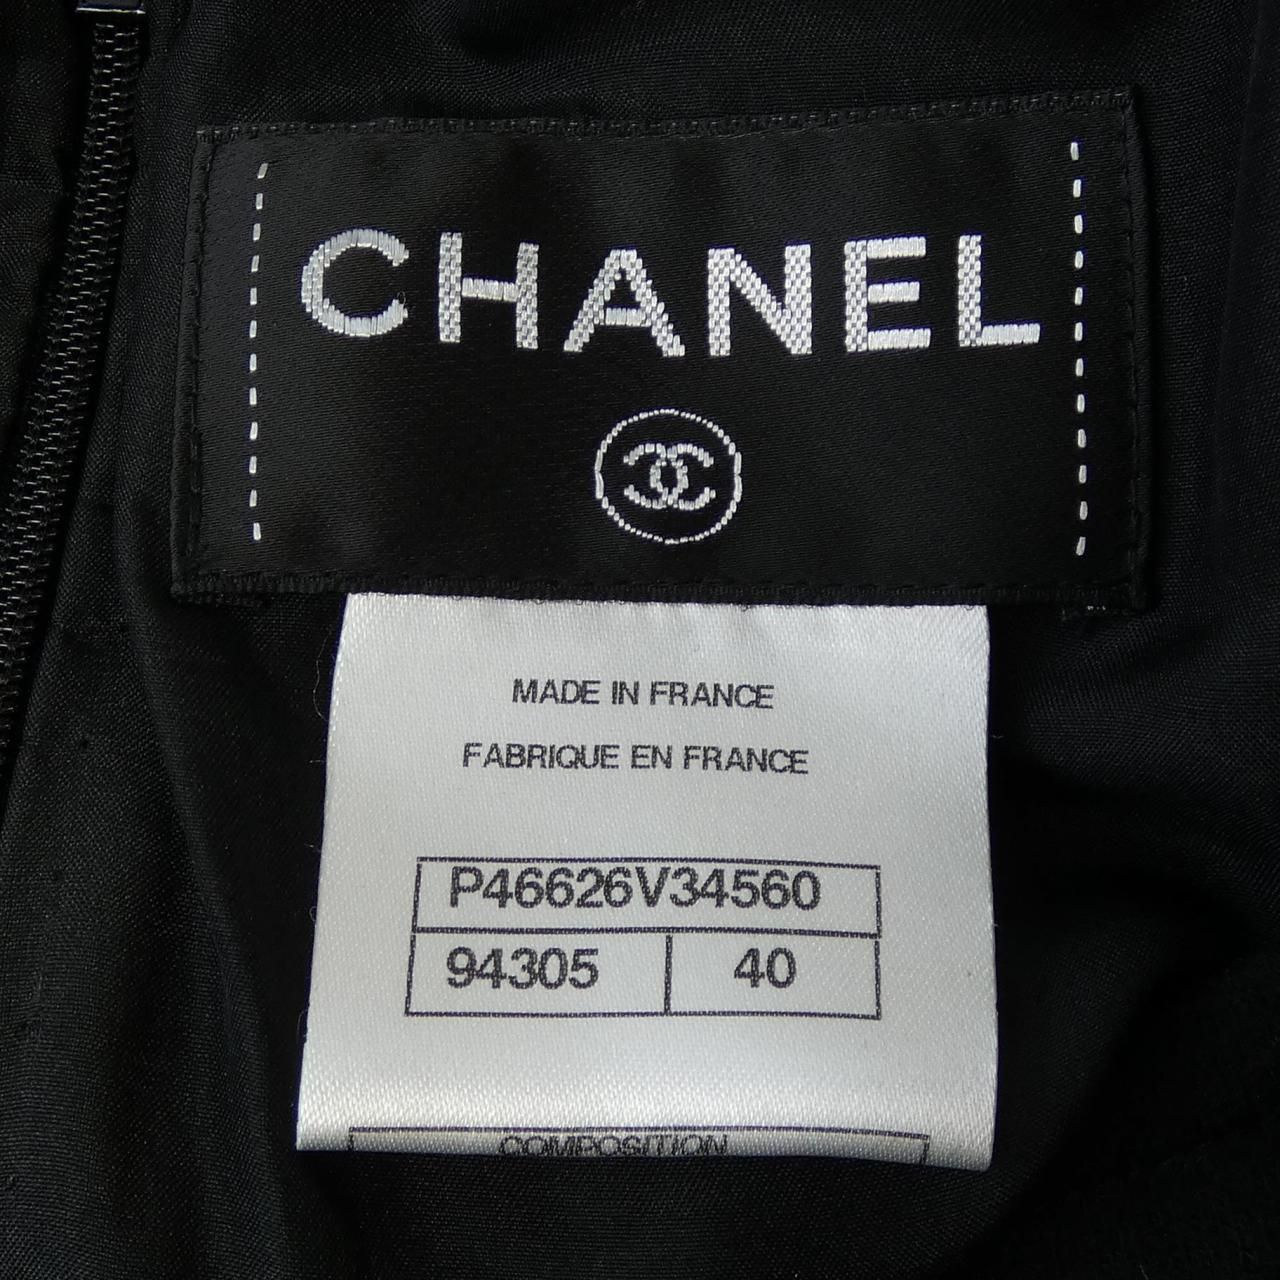 CHANEL
MADE IN FRANCE
FABRIQUE EN FRANCE
P46626V34560
94305 40
COMPOSITION